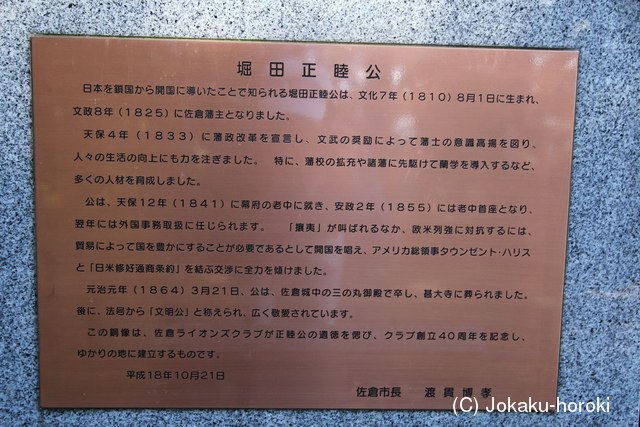 堀田正睦公
日本を鎖国から開国に導いたことで知られる堀田正睦公は、文化7年(1810)8月1日に生まれ、
文政8年(1825)に佐倉藩主となりました。
天保4年(1833)に藩政改革を宣言し、文武の奨励によって藩士の意識高揚を図り、
人々の生活の向上にも力を注ぎました。 特に、藩校の拡充や諸藩に先駆けて蘭学を導入するなど、
多くの人材を育成しました。
公は、天保12年(1841)に幕府の老中に就き、安政2年(1855)には老中首座となり、
翌年には外国事務取扱に任じられます。 「攘夷」が叫ばれるなか、欧米列強に対抗するには、
貿易によって国を豊かにすることが必要であるとして開国を唱え、アメリカ総領事タウンゼント・ハリス
と「日米修好通商条約」を結ぶ交渉に全力を傾けました。
元治元年(1864)3月21日、公は、佐倉城中の三の丸御殿で卒し、甚大寺に葬られました。
後に、法号から「文明公」と称えられ、広く敬愛されています。
この銅像は、佐倉ライオンズクラブが正睦公の遺徳を偲び、クラブ創立40周年を記念し、
ゆかりの地に建立するものです。
平成18年10月21日
佐倉市長 渡貫博孝
(C) Jokaku-horoki